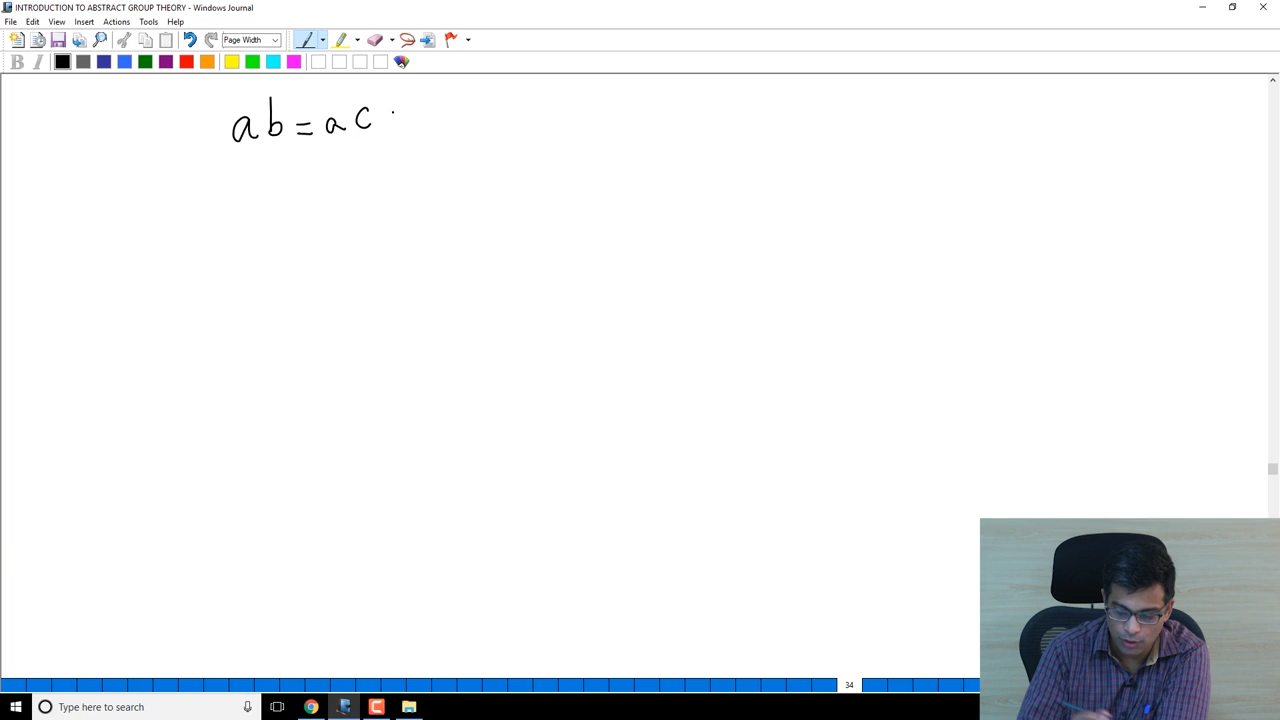 INTRODUCTION TO ABSTRACT GROUP THEORY - Windows Journal
File Edit View Insert Actions Tools Help
Page Width
B I
ab = ac
34
Type here to search